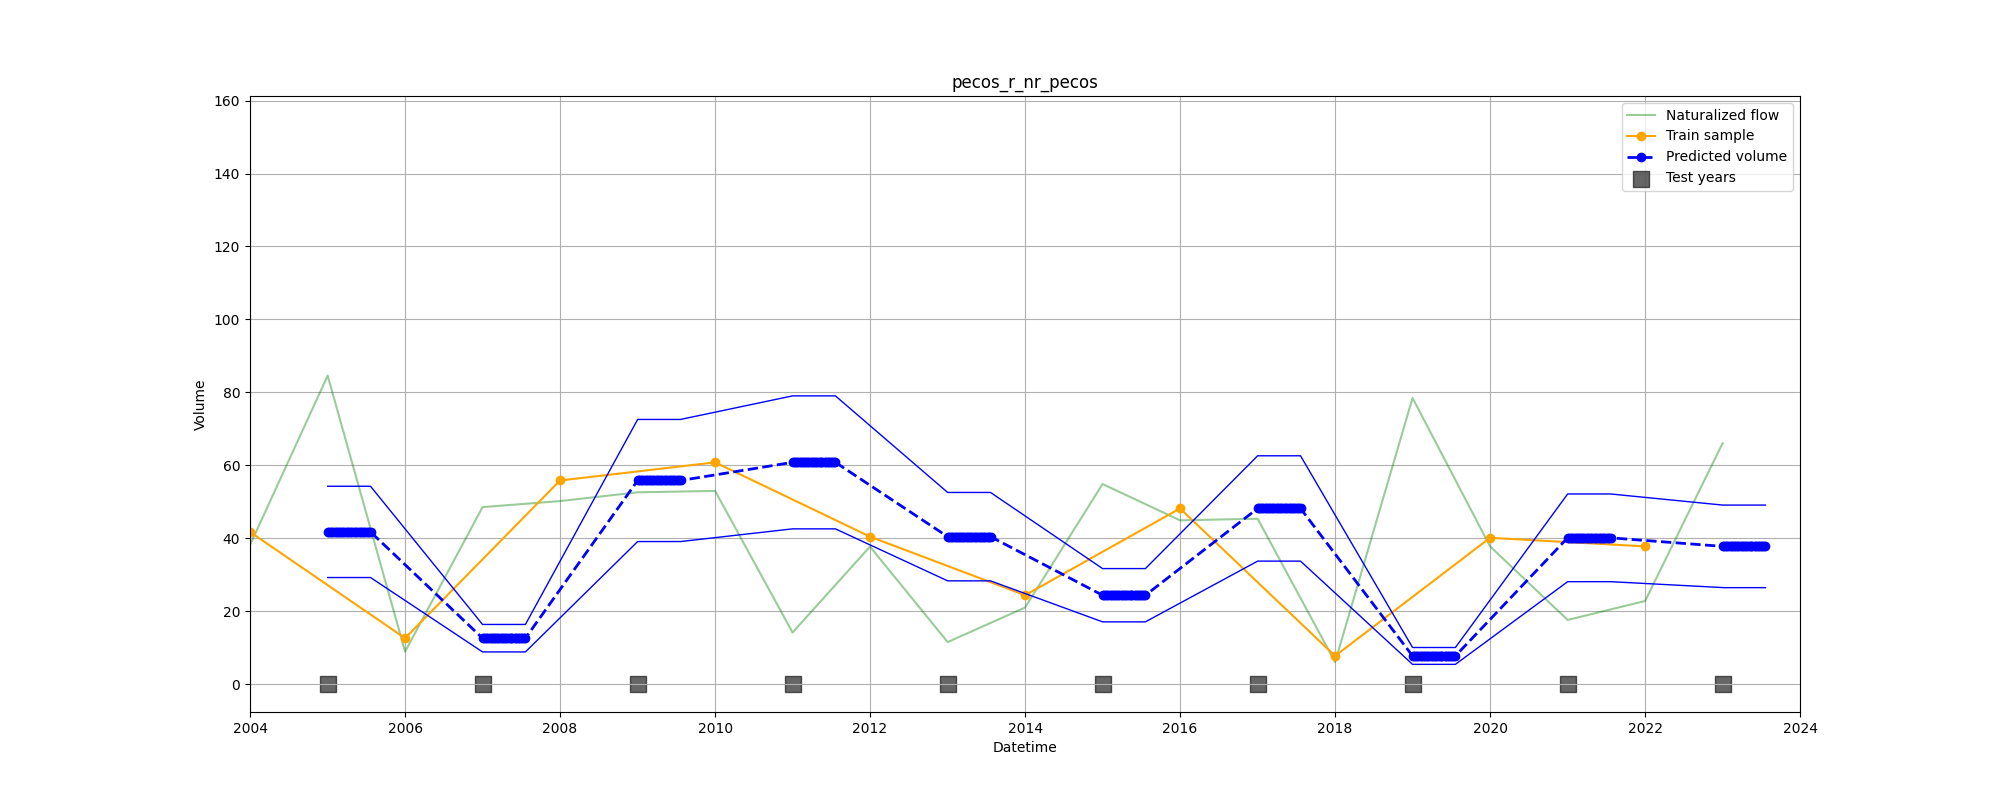 pecos_r_nr_pecos
160
140
120
100
80
60
40
20
0
Volume
Naturalized flow
Train sample
Predicted volume
Test years
2004 2006 2008 2010 2012 2014 2016 2018 2020 2022 2024
Datetime